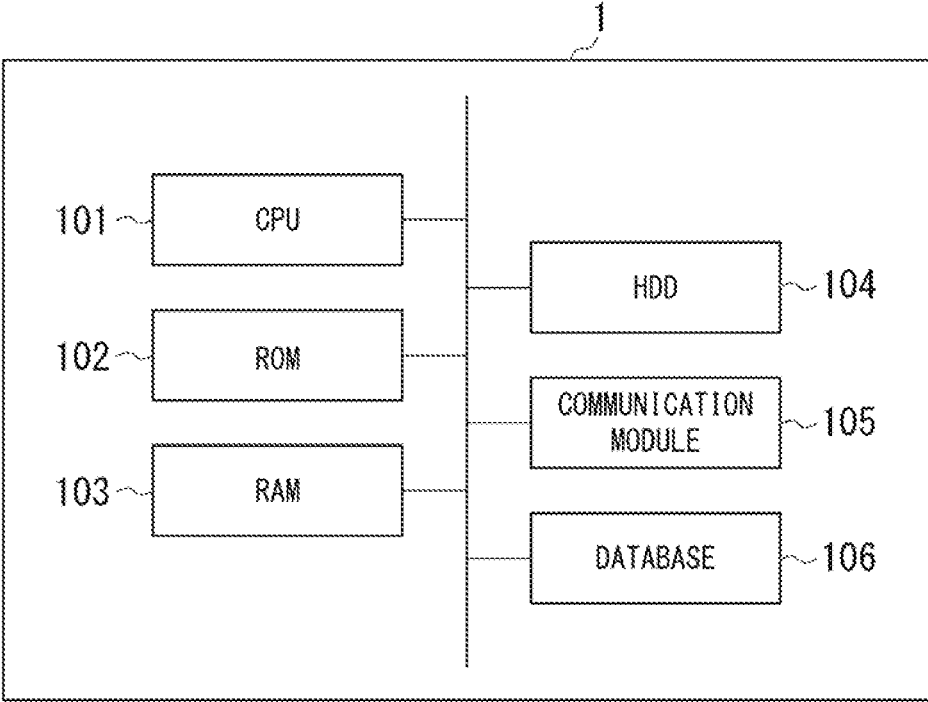 1
101
CPU
HDD
104
102
ROM
COMMUNICATION
MODULE
105
103
RAM
DATABASE
106